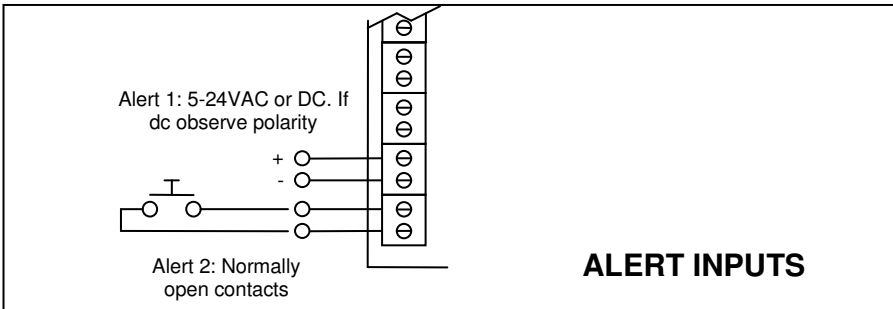 Alert 1: 5-24VAC or DC. If
dc observe polarity
+
-
Alert 2: Normally
open contacts
ALERT INPUTS